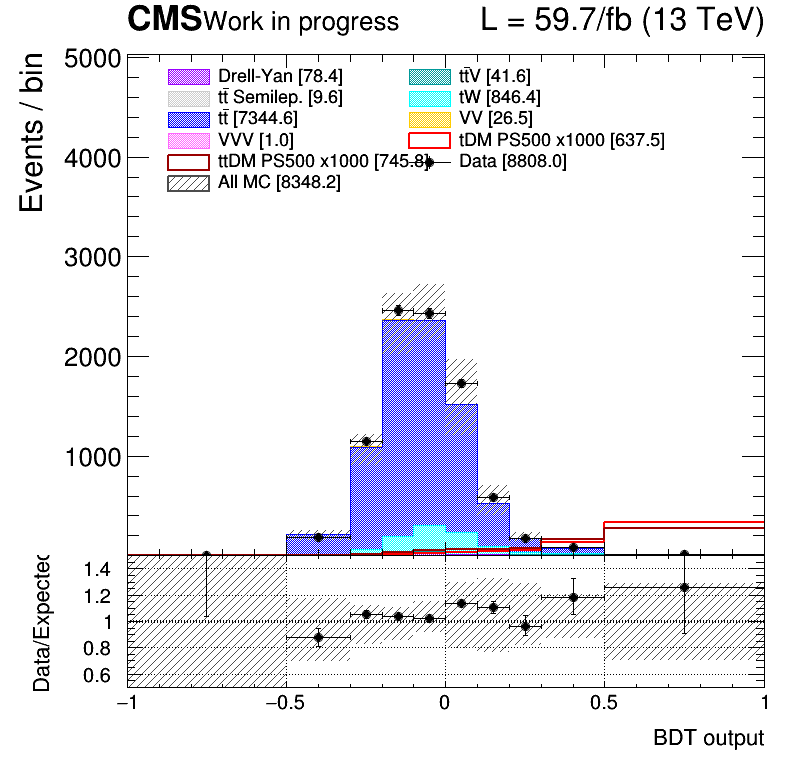 CMS Work in progress L = 59.7/fb (13 TeV)
Events / bin
5000
4000
3000
2000
1000
Drell-Yan [78.4] tt̄V [41.6]
tt̄ Semilep. [9.6] tW [846.4]
tt̄ [7344.6] VV [26.5]
VVV [1.0] tDM PS500 x1000 [637.5]
ttDM PS500 x1000 [745.8] Data [8808.0]
All MC [8348.2]
Data/Expected
1.4
1.2
1
0.8
0.6
−1 −0.5 0 0.5 1
BDT output